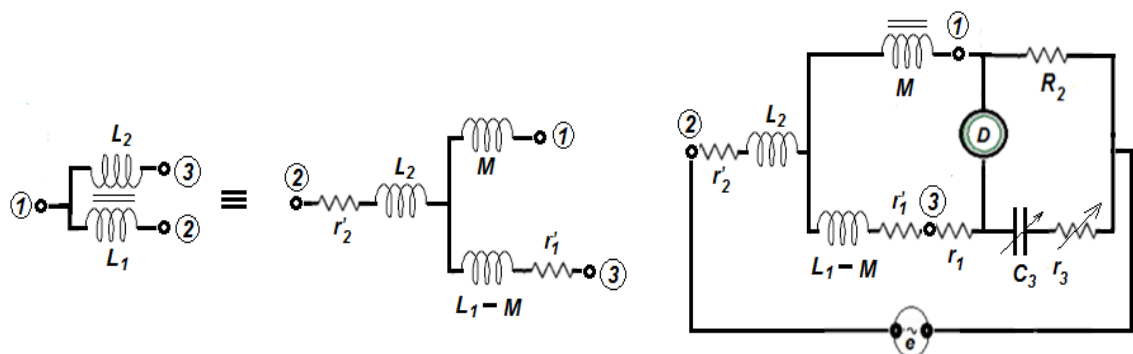 L₂
③
①
②
L₁
≡
M
①
L₂
②
r'₂
r'₁
③
L₁ − M
①
M
R₂
L₂
②
D
r'₂
r'₁
③
L₁ − M
r₁
C₃
r₃
e